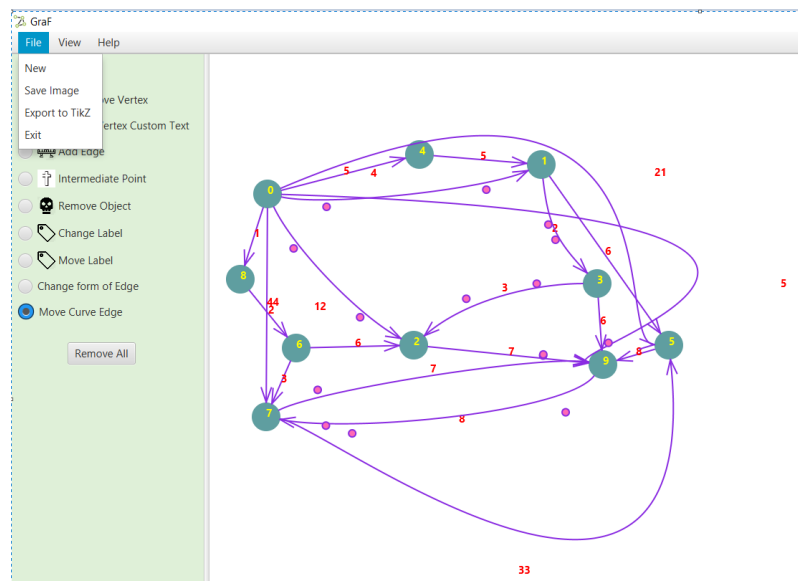 GraF
File View Help
New
Save Image
Export to TikZ
Exit
ove Vertex
Vertex Custom Text
Add Edge
Intermediate Point
Remove Object
Change Label
Move Label
Change form of Edge
Move Curve Edge
Remove All
4
5
1
5
4
21
0
1
2
6
8
3
3
5
44
2
12
6
6
6
2
7
8
5
9
3
7
7
8
33